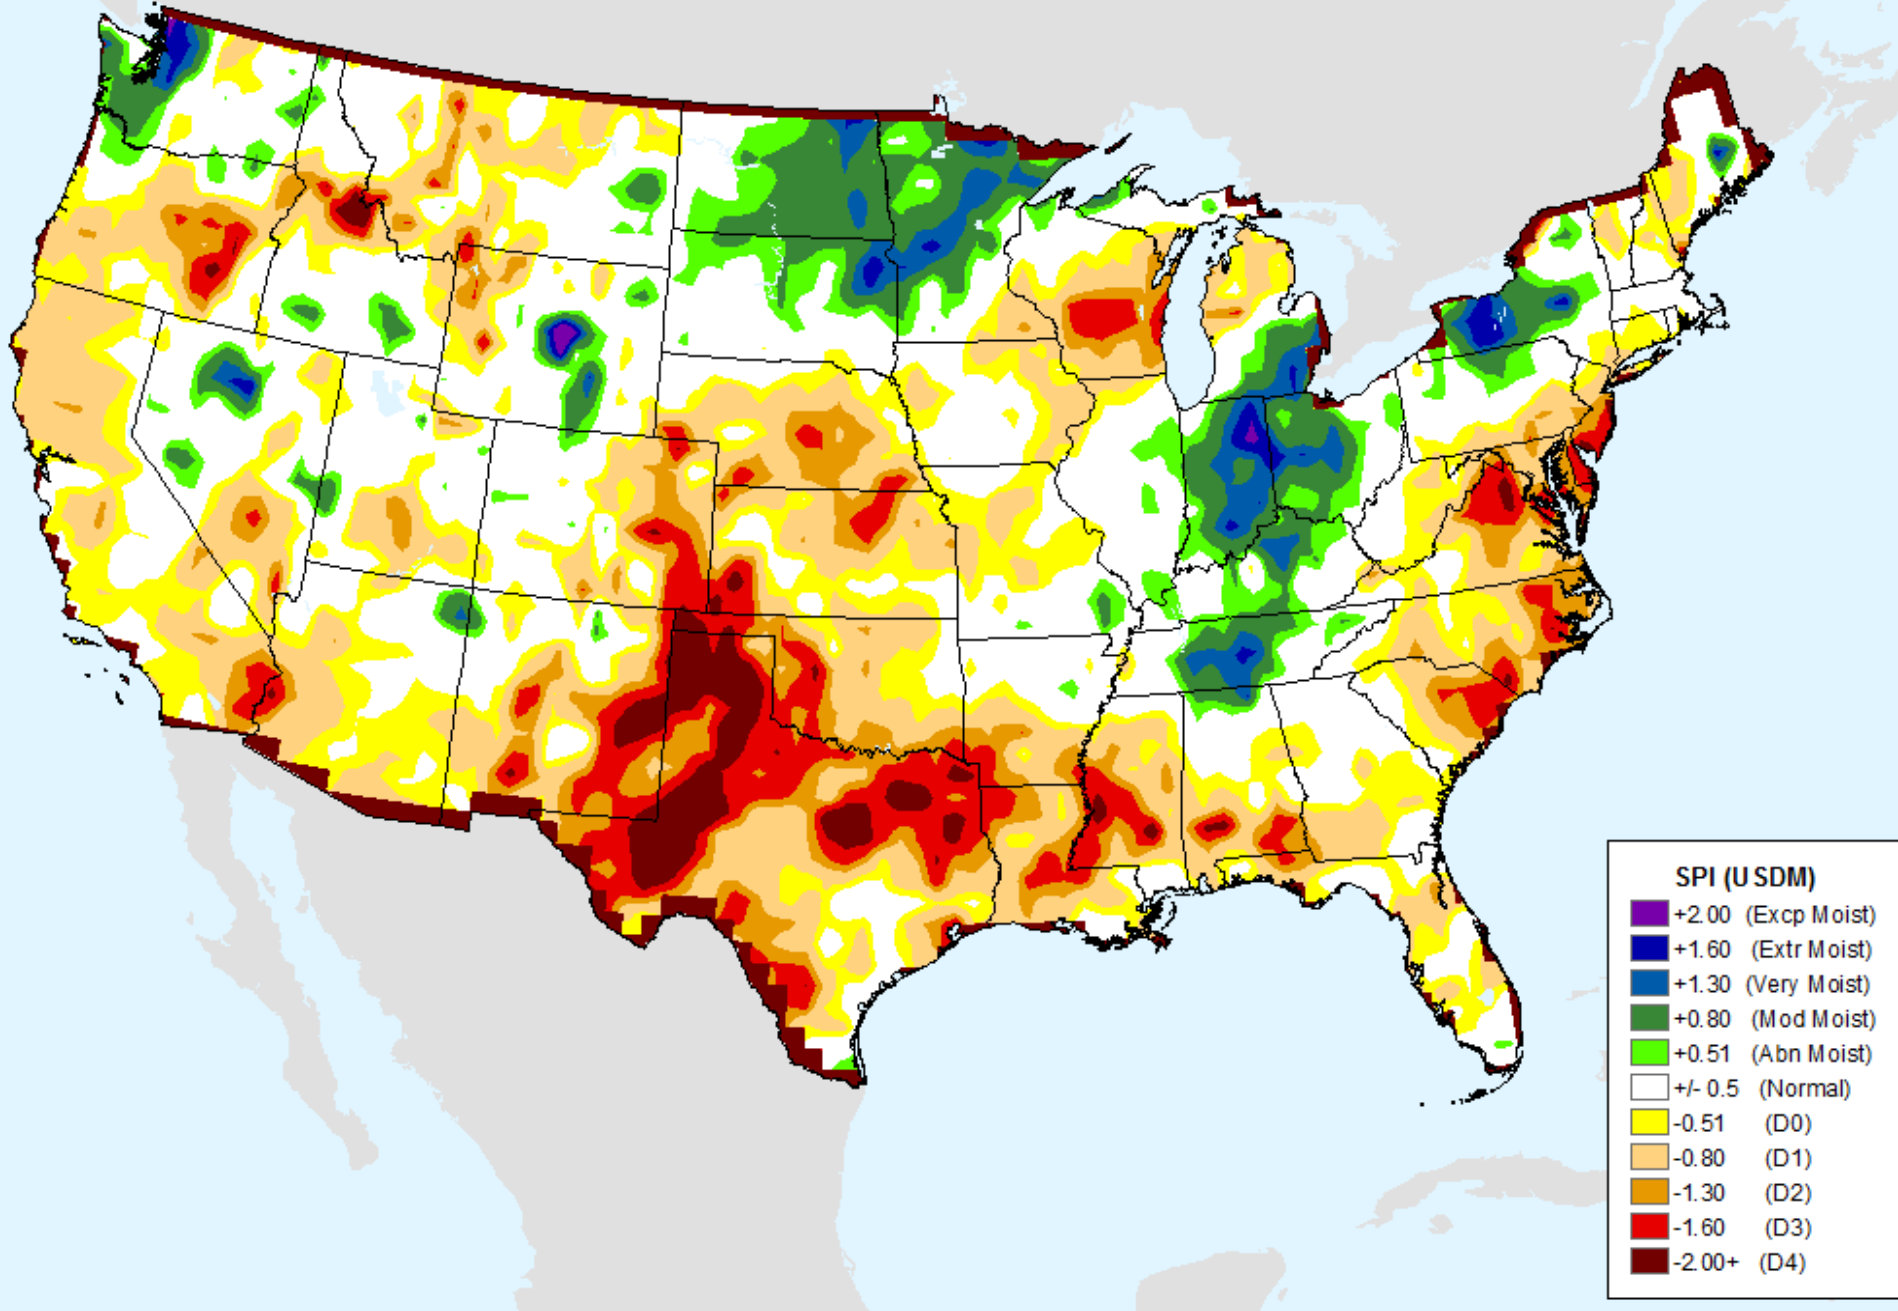 SPI (USDM)
+2.00 (Excp Moist)
+1.60 (Extr Moist)
+1.30 (Very Moist)
+0.80 (Mod Moist)
+0.51 (Abn Moist)
+/- 0.5 (Normal)
-0.51 (D0)
-0.80 (D1)
-1.30 (D2)
-1.60 (D3)
-2.00+ (D4)